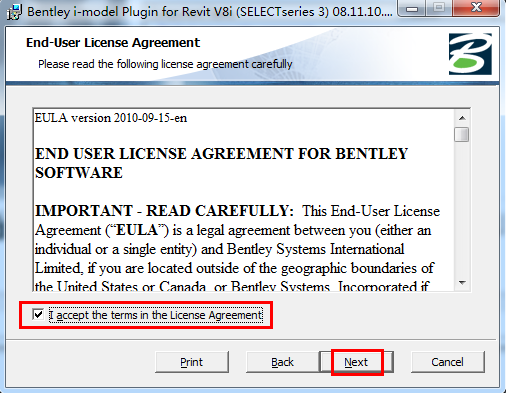 Bentley i-model Plugin for Revit V8i (SELECTseries 3) 08.11.10....
End-User License Agreement
Please read the following license agreement carefully
EULA version 2010-09-15-en
END USER LICENSE AGREEMENT FOR BENTLEY
SOFTWARE
IMPORTANT - READ CAREFULLY: This End-User License
Agreement (“EULA”) is a legal agreement between you (either an
individual or a single entity) and Bentley Systems International
Limited, if you are located outside of the geographic boundaries of
the United States or Canada, or Bentley Systems, Incorporated if
I accept the terms in the License Agreement
Print
Back
Next
Cancel